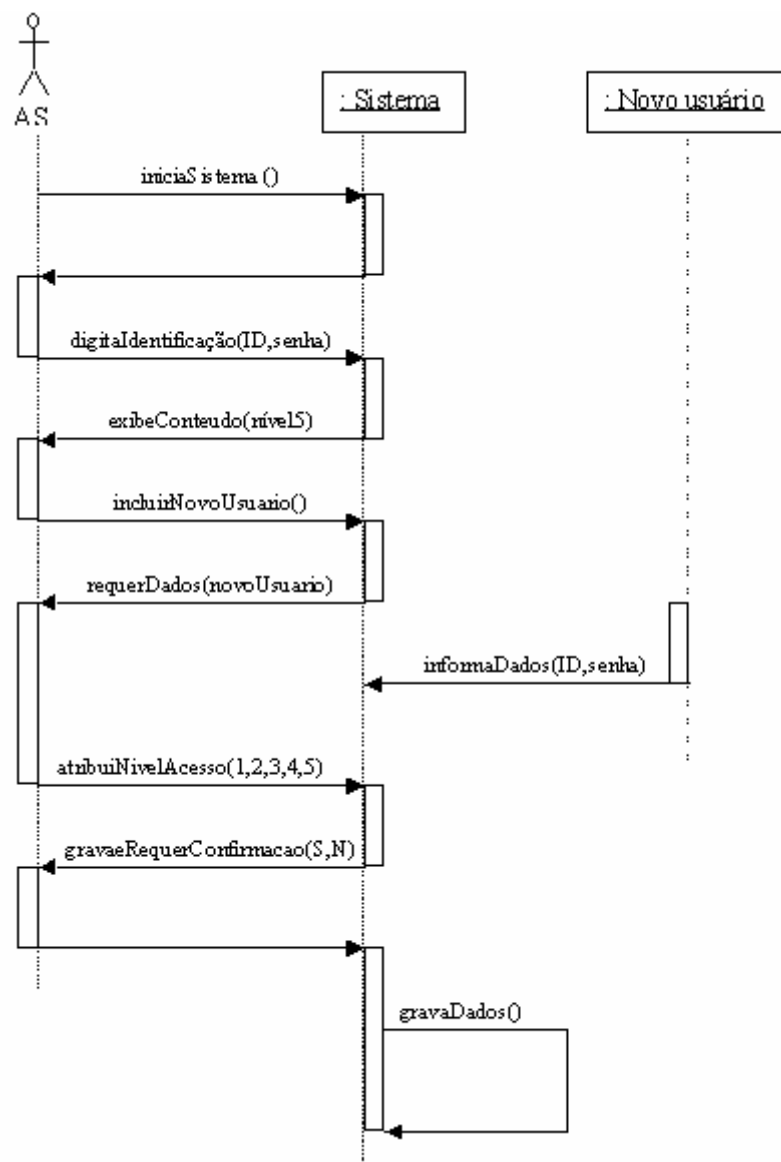 AS
: Sistema
: Novo usuário
iniciaSistema ()
digitaIdentificação(ID,senha)
exibeConteudo(nível5)
incluirNovoUsuario()
requerDados(novoUsuario)
informaDados(ID,senha)
atribuiNivelAcesso(1,2,3,4,5)
gravaeRequerConfirmacao(S,N)
gravaDados()